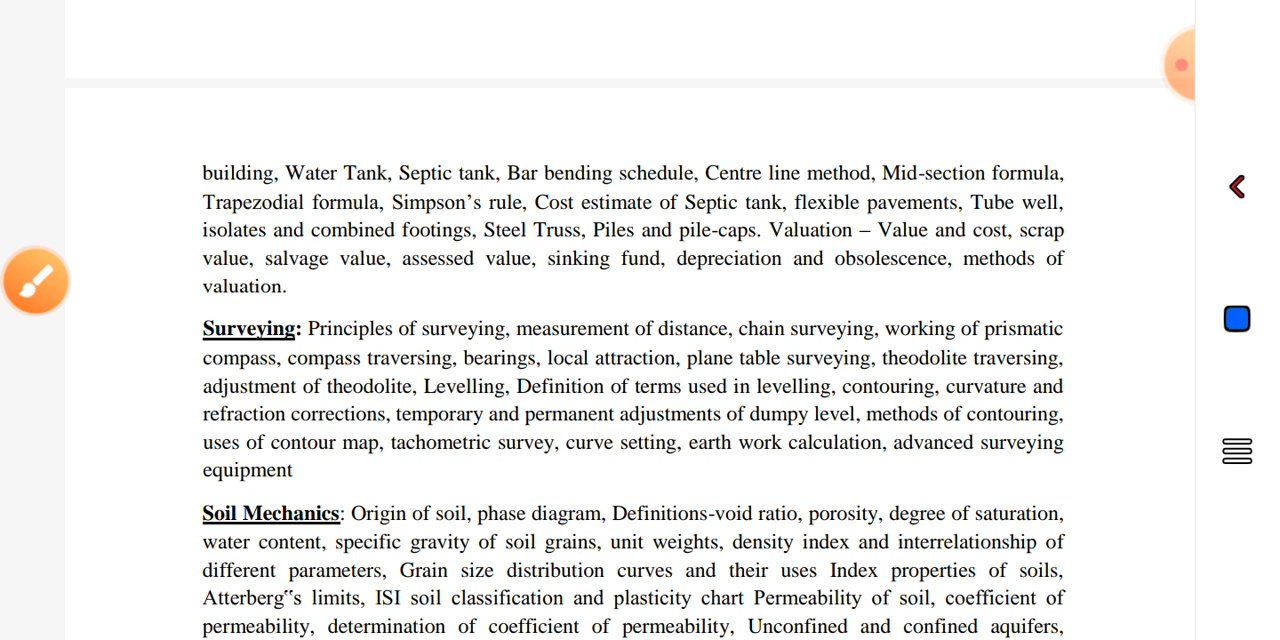 building, Water Tank, Septic tank, Bar bending schedule, Centre line method, Mid-section formula,
Trapezodial formula, Simpson’s rule, Cost estimate of Septic tank, flexible pavements, Tube well,
isolates and combined footings, Steel Truss, Piles and pile-caps. Valuation – Value and cost, scrap
value, salvage value, assessed value, sinking fund, depreciation and obsolescence, methods of
valuation.
Surveying: Principles of surveying, measurement of distance, chain surveying, working of prismatic
compass, compass traversing, bearings, local attraction, plane table surveying, theodolite traversing,
adjustment of theodolite, Levelling, Definition of terms used in levelling, contouring, curvature and
refraction corrections, temporary and permanent adjustments of dumpy level, methods of contouring,
uses of contour map, tachometric survey, curve setting, earth work calculation, advanced surveying
equipment
Soil Mechanics: Origin of soil, phase diagram, Definitions-void ratio, porosity, degree of saturation,
water content, specific gravity of soil grains, unit weights, density index and interrelationship of
different parameters, Grain size distribution curves and their uses Index properties of soils,
Atterberg‟s limits, ISI soil classification and plasticity chart Permeability of soil, coefficient of
permeability, determination of coefficient of permeability, Unconfined and confined aquifers,